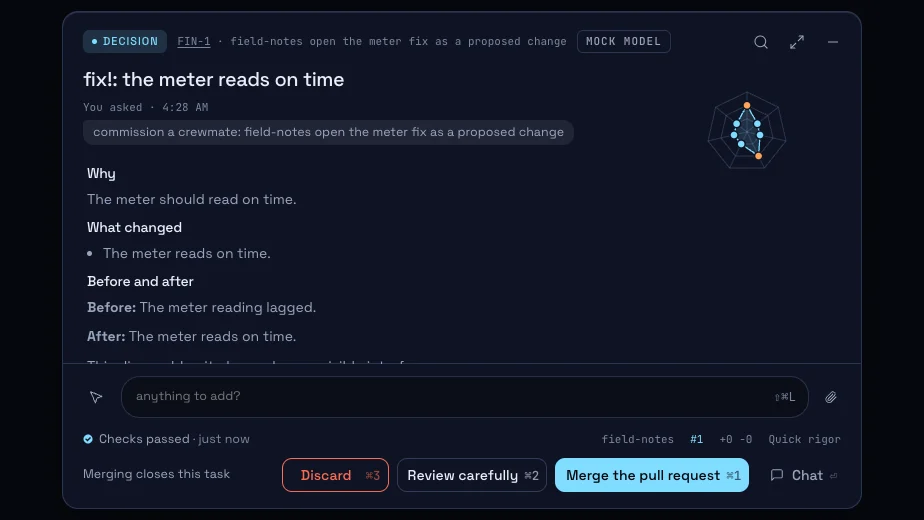 DECISION FIN-1 · field-notes open the meter fix as a proposed change MOCK MODEL
fix!: the meter reads on time
You asked · 4:28 AM
commission a crewmate: field-notes open the meter fix as a proposed change
Why
The meter should read on time.
What changed
• The meter reads on time.
Before and after
Before: The meter reading lagged.
After: The meter reads on time.
anything to add? ⇧⌘L
Checks passed · just now field-notes #1 +0 -0 Quick rigor
Merging closes this task Discard ⌘3 Review carefully ⌘2 Merge the pull request ⌘1 Chat ⏎